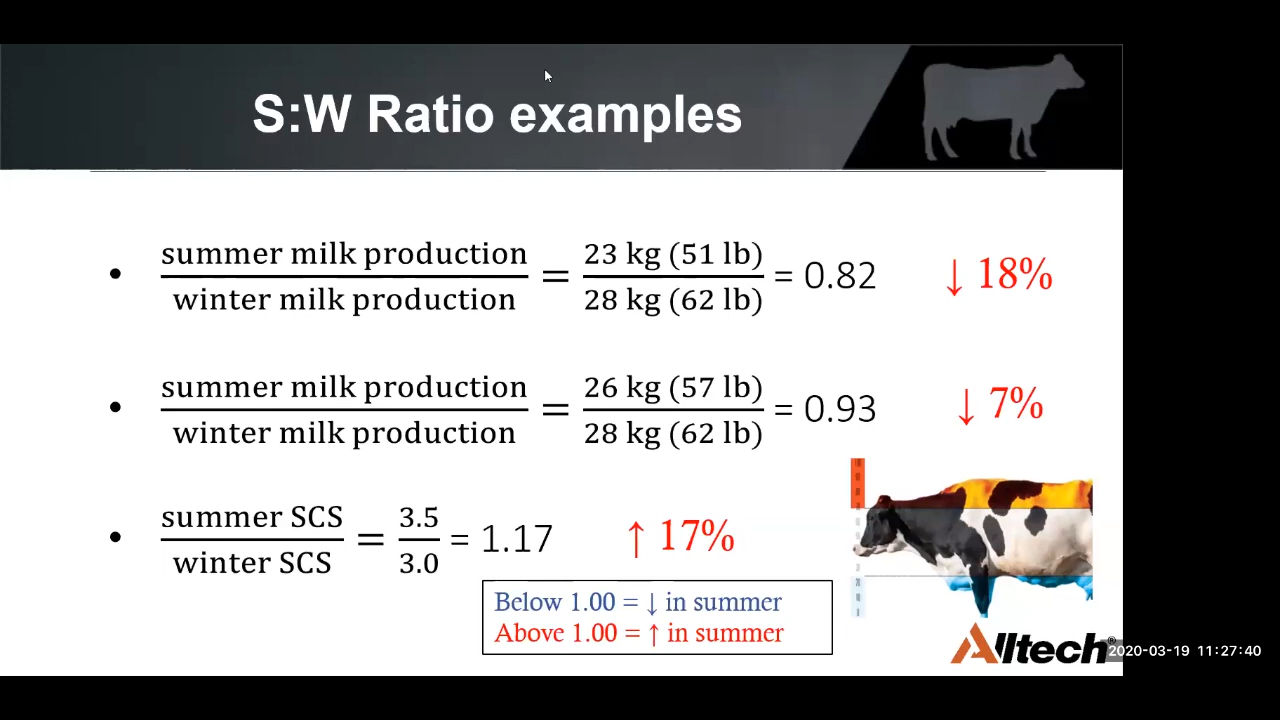 S:W Ratio examples
• summer milk production / winter milk production = 23 kg (51 lb) / 28 kg (62 lb) = 0.82 ↓ 18%
• summer milk production / winter milk production = 26 kg (57 lb) / 28 kg (62 lb) = 0.93 ↓ 7%
• summer SCS / winter SCS = 3.5 / 3.0 = 1.17 ↑ 17%
Below 1.00 = ↓ in summer
Above 1.00 = ↑ in summer
Alltech®
2020-03-19 11:27:40